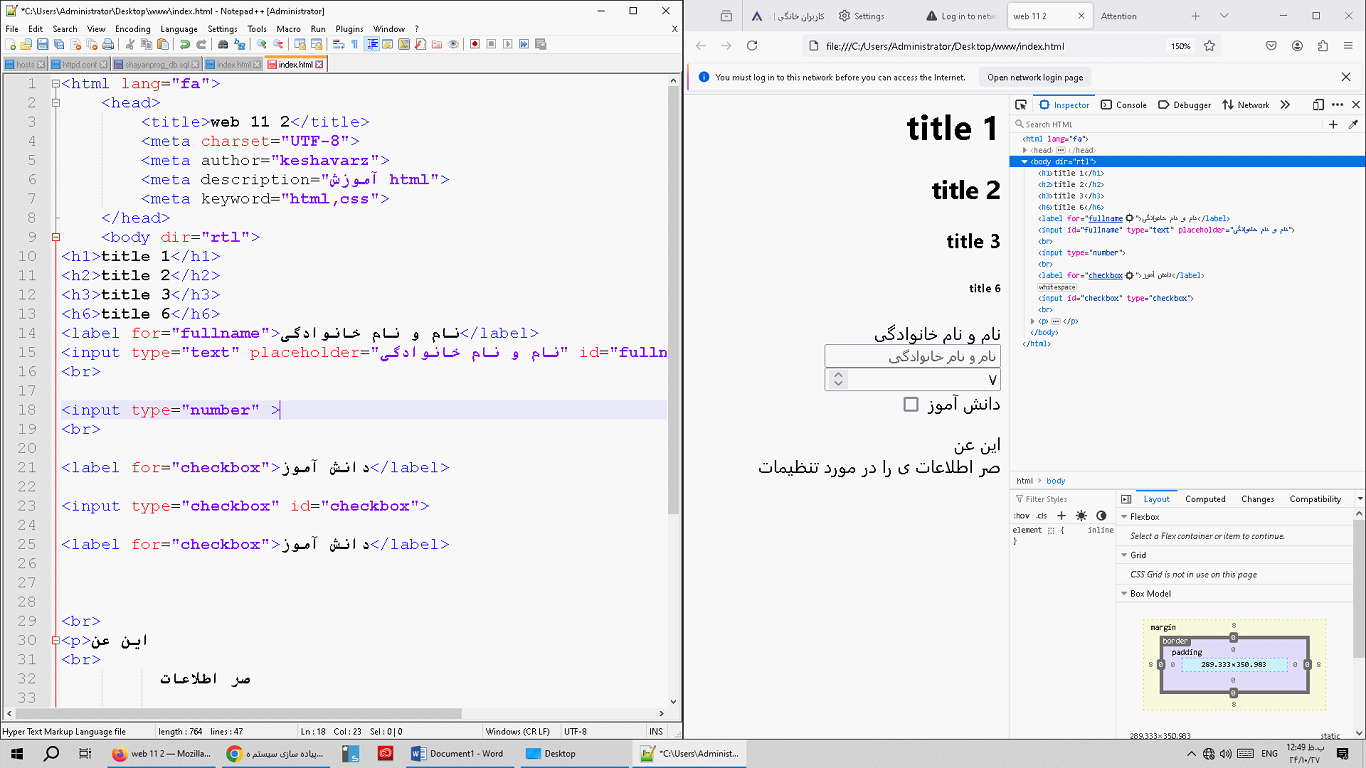 *C:\Users\Administrator\Desktop\www\index.html - Notepad++ [Administrator]
File Edit Search View Encoding Language Settings Tools Macro Run Plugins Window ? X
hosts httpd.conf shayanprog_db.sql index.html index.html
1 <html lang="fa">
2 <head>
3 <title>web 11 2</title>
4 <meta charset="UTF-8">
5 <meta author="keshavarz">
6 <meta description="آموزش html">
7 <meta keyword="html,css">
8 </head>
9 <body dir="rtl">
10 <h1>title 1</h1>
11 <h2>title 2</h2>
12 <h3>title 3</h3>
13 <h6>title 6</h6>
14 <label for="fullname">نام و نام خانوادگی</label>
15 <input type="text" placeholder="نام و نام خانوادگی" id="fulln
16 <br>
17
18 <input type="number" >
19 <br>
20
21 <label for="checkbox">دانش آموز</label>
22
23 <input type="checkbox" id="checkbox">
24
25 <label for="checkbox">دانش آموز</label>
26
27
28
29 <br>
30 <p>این عن
31 <br>
32 صر اطلاعات
33
Hyper Text Markup Language file length : 764 lines : 47 Ln : 18 Col : 23 Sel : 0 | 0 Windows (CR LF) UTF-8 INS
کاربران خانگی | Settings Log in to netw web 11 2 Attention
file:///C:/Users/Administrator/Desktop/www/index.html 150%
You must log in to this network before you can access the Internet. Open network login page
title 1
title 2
title 3
title 6
نام و نام خانوادگی
نام و نام خانوادگی
۷
دانش آموز
این عن
صر اطلاعات ی را در مورد تنظیمات
Inspector Console Debugger Network
Search HTML
<html lang="fa">
<head> </head>
<body dir="rtl">
<h1>title 1</h1>
<h2>title 2</h2>
<h3>title 3</h3>
<h6>title 6</h6>
<label for="fullname">نام و نام خانوادگی</label>
<input id="fullname" type="text" placeholder="نام و نام خانوادگی">
<br>
<input type="number">
<br>
<label for="checkbox">دانش آموز</label>
whitespace
<input id="checkbox" type="checkbox">
<br>
<p> </p>
</body>
</html>
html body
Filter Styles Layout Computed Changes Compatibility
:hov .cls
element { inline
}
Flexbox
Select a Flex container or item to continue.
Grid
CSS Grid is not in use on this page
Box Model
margin 8
border 0
padding 0
8 0 0 289.333×350.983 0 0 8
0
0
8
289.333×350.983 static
web 11 2 — Mozilla... پیاده سازی سیستم ه... Document1 - Word Desktop *C:\Users\Administ... ENG 12:49 ب.ظ
۲۴/۱۰/۲۷